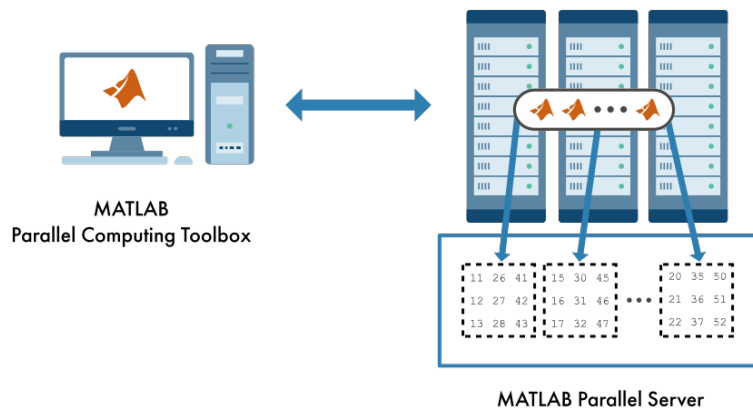 MATLAB
Parallel Computing Toolbox
11 26 41
12 27 42
13 28 43
15 30 45
16 31 46
17 32 47
20 35 50
21 36 51
22 37 52
MATLAB Parallel Server